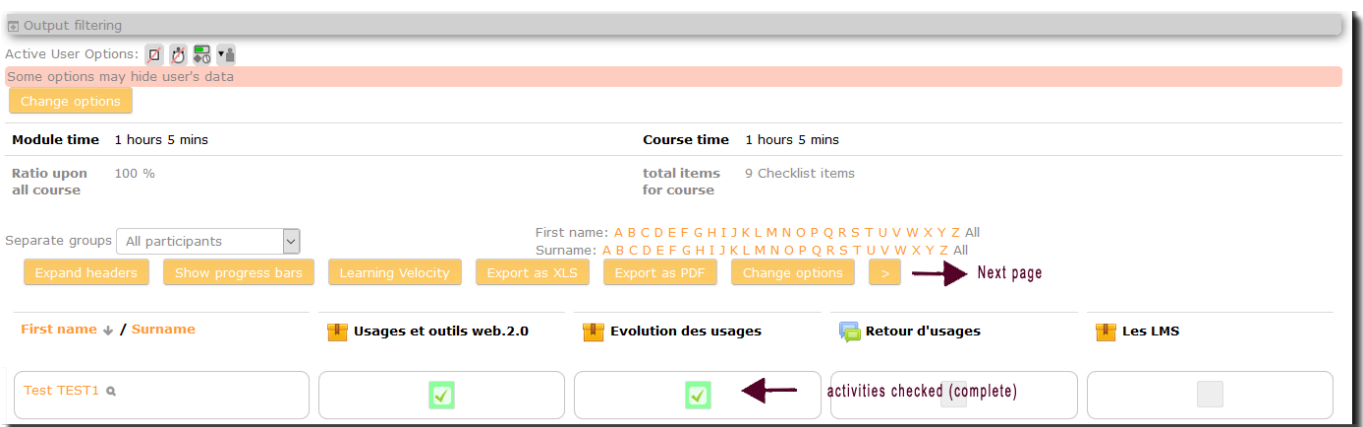 Output filtering
Active User Options:
Some options may hide user's data
Change options
Module time 1 hours 5 mins Course time 1 hours 5 mins
Ratio upon 100 % total items 9 Checklist items
all course for course
First name: A B C D E F G H I J K L M N O P Q R S T U V W X Y Z All
Separate groups All participants
Surname: A B C D E F G H I J K L M N O P Q R S T U V W X Y Z All
Expand headers Show progress bars Learning Velocity Export as XLS Export as PDF Change options > Next page
First name ↓ / Surname Usages et outils web.2.0 Evolution des usages Retour d'usages Les LMS
Test TEST1 activities checked (complete)